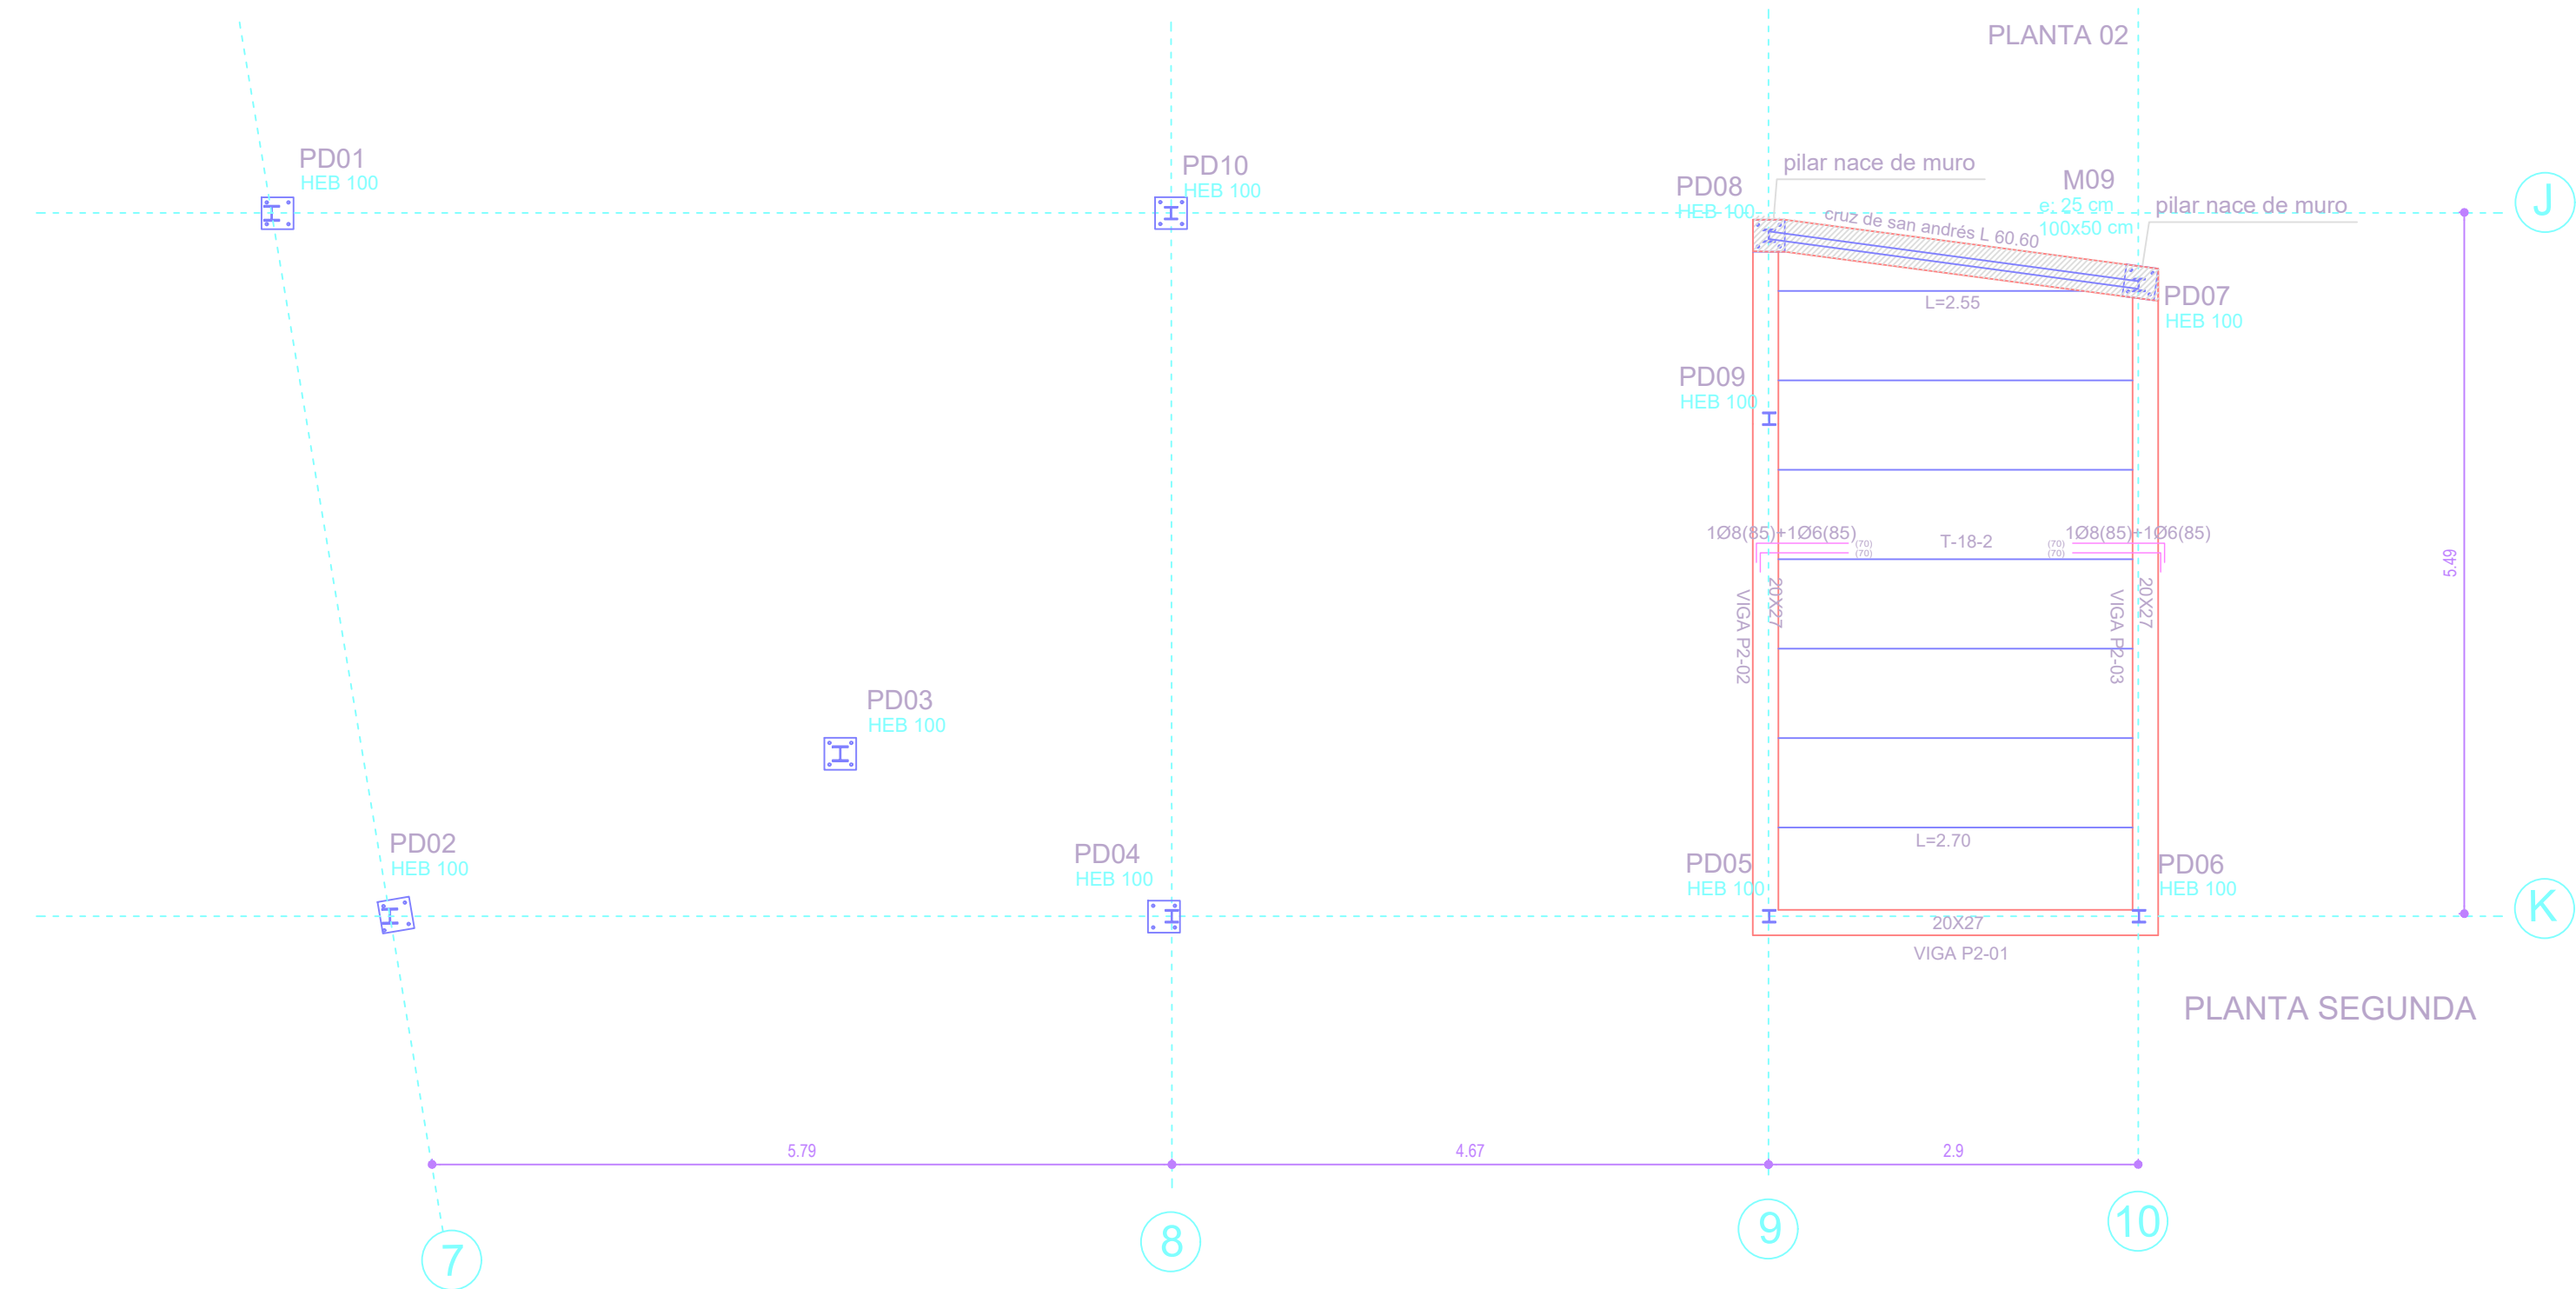 PLANTA 02
PD01
HEB 100
PD10
HEB 100
pilar nace de muro
PD08
HEB 100
M09
e: 25 cm
100x50 cm
pilar nace de muro
J
cruz de san andrés L 60.60
L=2.55
PD07
HEB 100
PD09
HEB 100
1Ø8(85)+1Ø6(85)
(70)
(70)
T-18-2
(70)
(70)
1Ø8(85)+1Ø6(85)
5.49
20X27
VIGA P2-02
20X27
VIGA P2-03
PD03
HEB 100
L=2.70
PD02
HEB 100
PD04
HEB 100
PD05
HEB 100
PD06
HEB 100
K
20X27
VIGA P2-01
PLANTA SEGUNDA
5.79
4.67
2.9
7
8
9
10